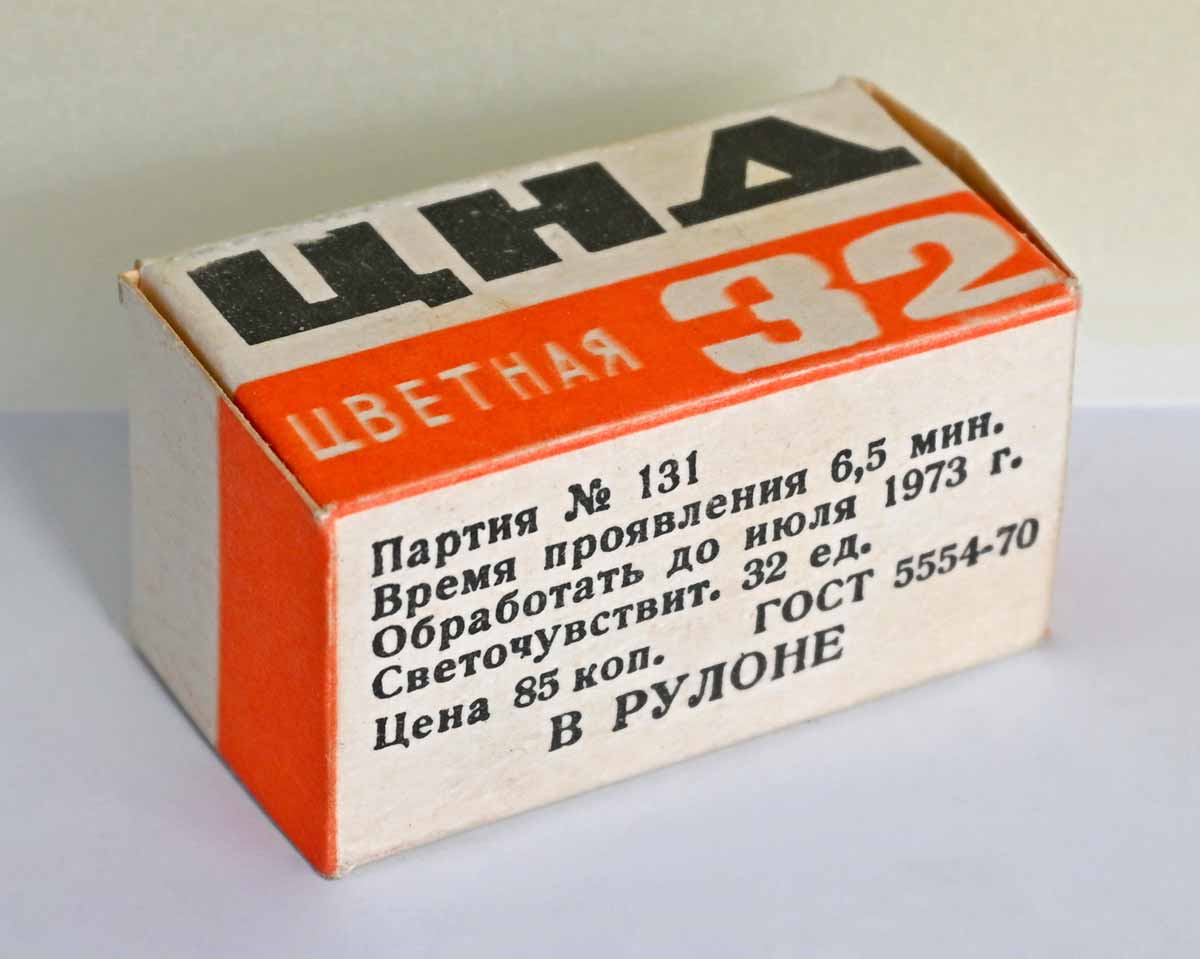 ЦНД
ЦВЕТНАЯ 32
Партия № 131
Время проявления 6,5 мин.
Обработать до июля 1973 г.
Светочувствит. 32 ед.
Цена 85 коп. ГОСТ 5554-70
В РУЛОНЕ